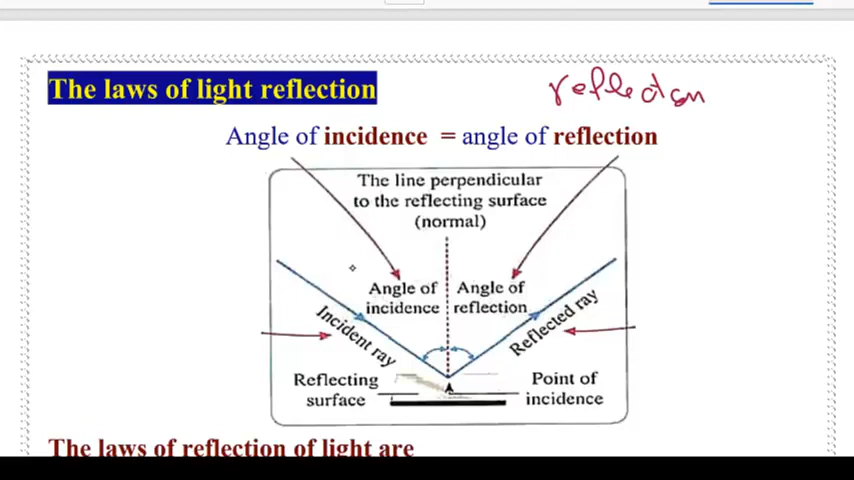 The laws of light reflection
reflection
Angle of incidence = angle of reflection
The line perpendicular
to the reflecting surface
(normal)
Angle of
incidence
Angle of
reflection
Incident ray
Reflected ray
Reflecting
surface
Point of
incidence
The laws of reflection of light are